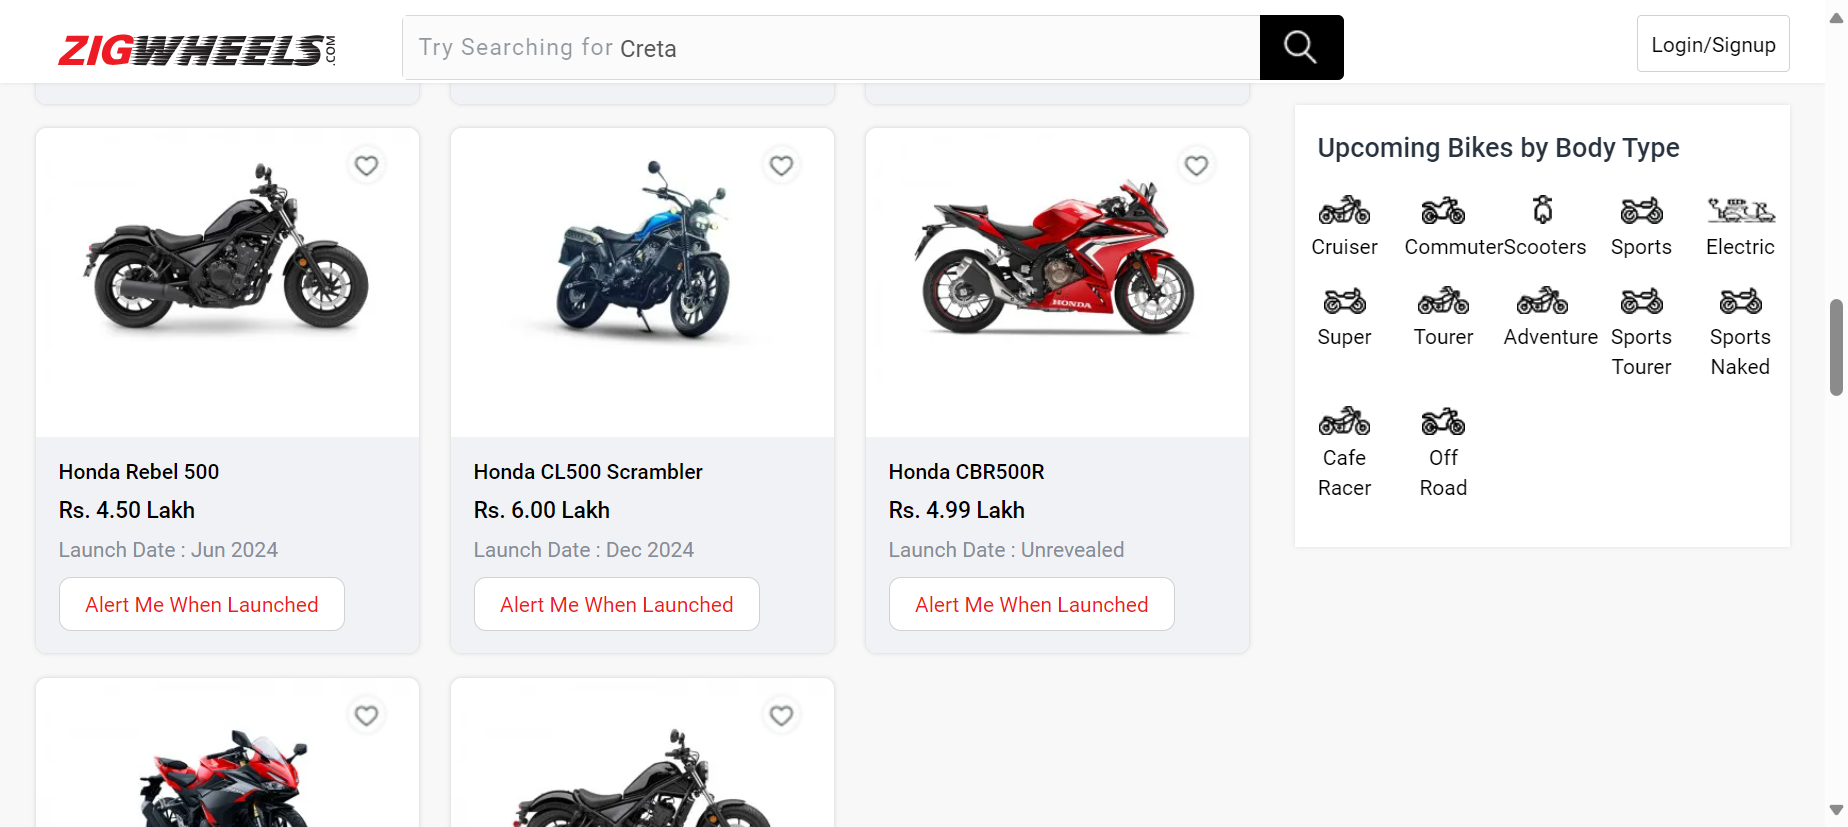 ZIGWHEELS.COM
Try Searching for Creta
Login/Signup
Honda Rebel 500
Rs. 4.50 Lakh
Launch Date : Jun 2024
Alert Me When Launched
Honda CL500 Scrambler
Rs. 6.00 Lakh
Launch Date : Dec 2024
Alert Me When Launched
HONDA
Honda CBR500R
Rs. 4.99 Lakh
Launch Date : Unrevealed
Alert Me When Launched
Upcoming Bikes by Body Type
Cruiser
Commuter
Scooters
Sports
Electric
Super
Tourer
Adventure
Sports
Tourer
Sports
Naked
Cafe
Racer
Off
Road